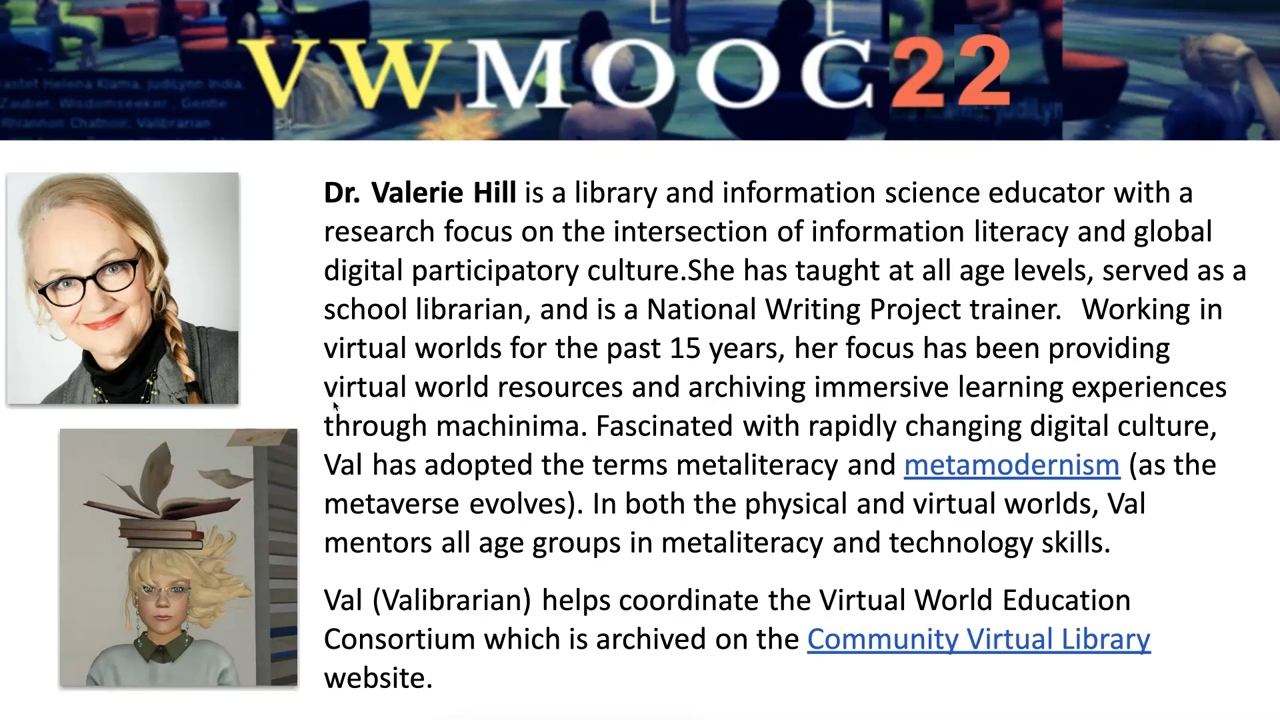 VWMOOC22
Zauber, Wisdomseeker, Gentle
Rhiannon Chatnoir, Valibrarian
Dr. Valerie Hill is a library and information science educator with a
research focus on the intersection of information literacy and global
digital participatory culture.She has taught at all age levels, served as a
school librarian, and is a National Writing Project trainer. Working in
virtual worlds for the past 15 years, her focus has been providing
virtual world resources and archiving immersive learning experiences
through machinima. Fascinated with rapidly changing digital culture,
Val has adopted the terms metaliteracy and metamodernism (as the
metaverse evolves). In both the physical and virtual worlds, Val
mentors all age groups in metaliteracy and technology skills.
Val (Valibrarian) helps coordinate the Virtual World Education
Consortium which is archived on the Community Virtual Library
website.